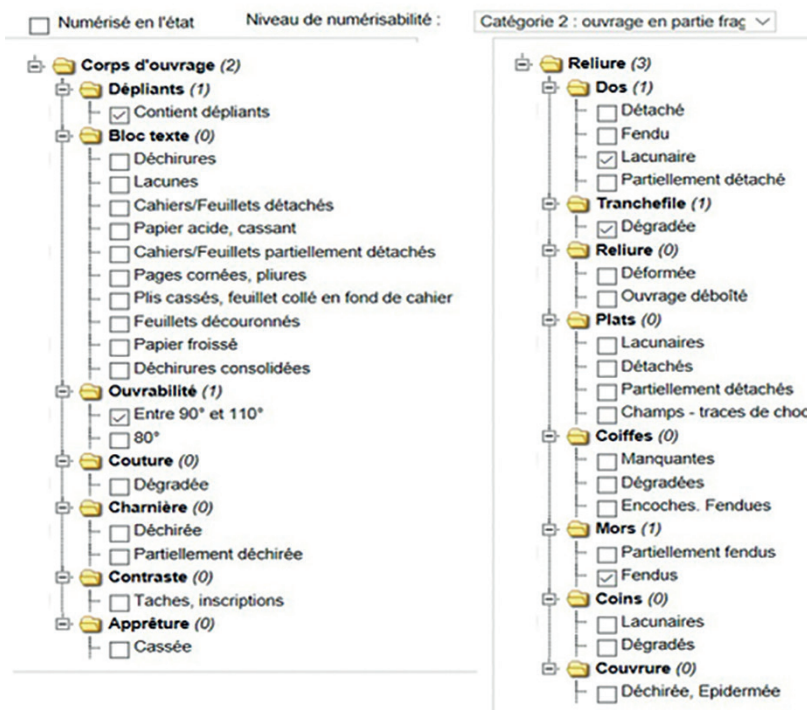 Numérisé en l'état
Niveau de numérisabilité :
Catégorie 2 : ouvrage en partie frag
Corps d'ouvrage (2)
Dépliants (1)
Contient dépliants
Bloc texte (0)
Déchirures
Lacunes
Cahiers/Feuillets détachés
Papier acide, cassant
Cahiers/Feuillets partiellement détachés
Pages cornées, pliures
Plis cassés, feuillet collé en fond de cahier
Feuillets découronnés
Papier froissé
Déchirures consolidées
Ouvrabilité (1)
Entre 90° et 110°
80°
Couture (0)
Dégradée
Charnière (0)
Déchirée
Partiellement déchirée
Contraste (0)
Taches, inscriptions
Apprêture (0)
Cassée
Reliure (3)
Dos (1)
Détaché
Fendu
Lacunaire
Partiellement détaché
Tranchefile (1)
Dégradée
Reliure (0)
Déformée
Ouvrage déboîté
Plats (0)
Lacunaires
Détachés
Partiellement détachés
Champs - traces de choc
Coiffes (0)
Manquantes
Dégradées
Encoches. Fendues
Mors (1)
Partiellement fendus
Fendus
Coins (0)
Lacunaires
Dégradés
Couvrure (0)
Déchirée, Epidermée